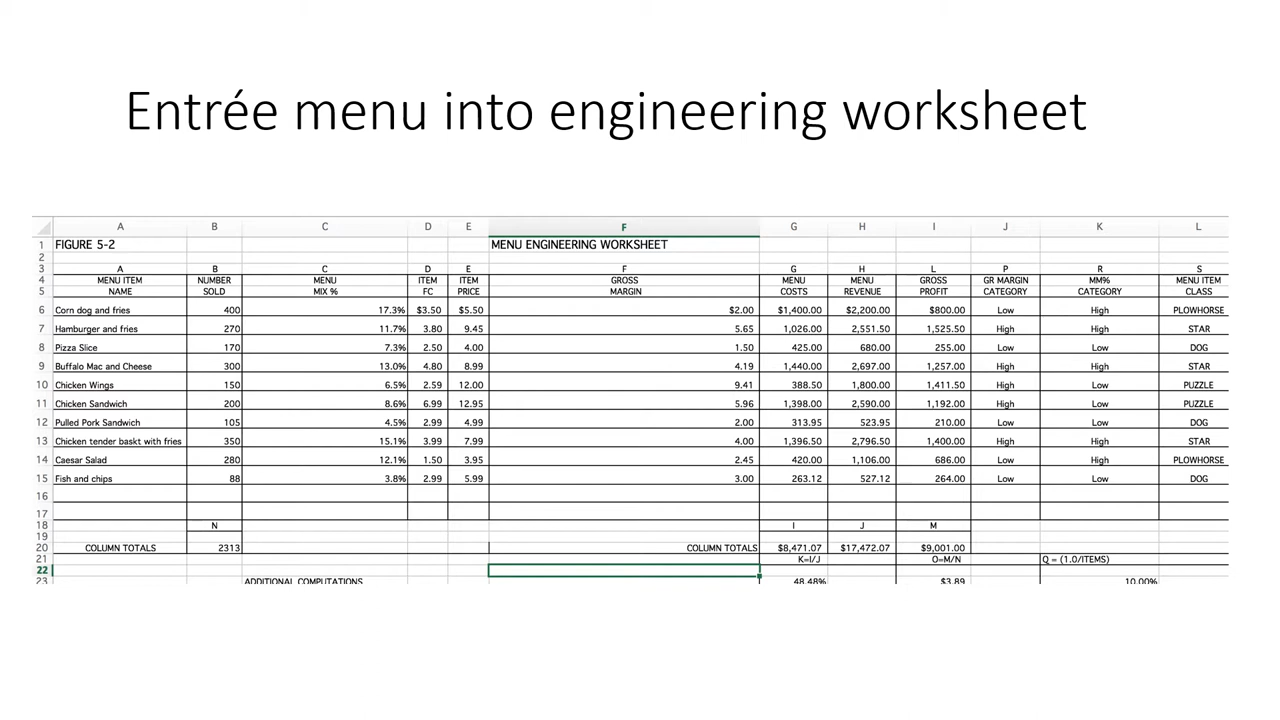 Entrée menu into engineering worksheet
A B C D E F G H I J K L
1 FIGURE 5-2 MENU ENGINEERING WORKSHEET
2
3 A B C D E F G H L P R S
4 MENU ITEM NUMBER MENU ITEM ITEM GROSS MENU MENU GROSS GR MARGIN MM% MENU ITEM
5 NAME SOLD MIX % FC PRICE MARGIN COSTS REVENUE PROFIT CATEGORY CATEGORY CLASS
6 Corn dog and fries 400 17.3% $3.50 $5.50 $2.00 $1,400.00 $2,200.00 $800.00 Low High PLOWHORSE
7 Hamburger and fries 270 11.7% 3.80 9.45 5.65 1,026.00 2,551.50 1,525.50 High High STAR
8 Pizza Slice 170 7.3% 2.50 4.00 1.50 425.00 680.00 255.00 Low Low DOG
9 Buffalo Mac and Cheese 300 13.0% 4.80 8.99 4.19 1,440.00 2,697.00 1,257.00 High High STAR
10 Chicken Wings 150 6.5% 2.59 12.00 9.41 388.50 1,800.00 1,411.50 High Low PUZZLE
11 Chicken Sandwich 200 8.6% 6.99 12.95 5.96 1,398.00 2,590.00 1,192.00 High Low PUZZLE
12 Pulled Pork Sandwich 105 4.5% 2.99 4.99 2.00 313.95 523.95 210.00 Low Low DOG
13 Chicken tender baskt with fries 350 15.1% 3.99 7.99 4.00 1,396.50 2,796.50 1,400.00 High High STAR
14 Caesar Salad 280 12.1% 1.50 3.95 2.45 420.00 1,106.00 686.00 Low High PLOWHORSE
15 Fish and chips 88 3.8% 2.99 5.99 3.00 263.12 527.12 264.00 Low Low DOG
16
17
18 N I J M
19
20 COLUMN TOTALS 2313 COLUMN TOTALS $8,471.07 $17,472.07 $9,001.00
21 K=I/J O=M/N Q = (1.0/ITEMS)
22
23 ADDITIONAL COMPUTATIONS 48.48% $3.89 10.00%